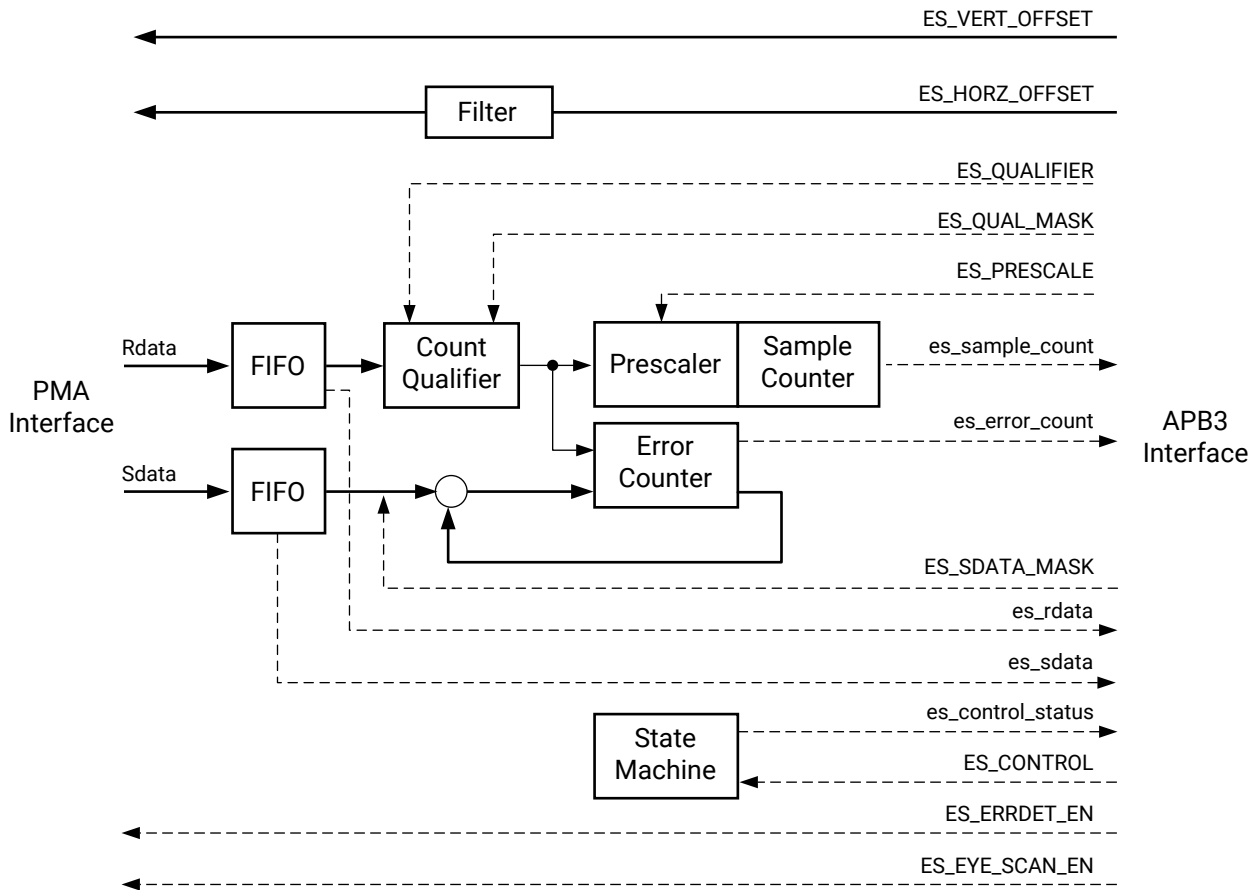 ES_VERT_OFFSET
ES_HORZ_OFFSET
Filter
ES_QUALIFIER
ES_QUAL_MASK
ES_PRESCALE
Rdata
FIFO
Count
Qualifier
Prescaler
Sample
Counter
es_sample_count
PMA
Interface
es_error_count
APB3
Interface
Sdata
FIFO
Error
Counter
ES_SDATA_MASK
es_rdata
es_sdata
es_control_status
State
Machine
ES_CONTROL
ES_ERRDET_EN
ES_EYE_SCAN_EN